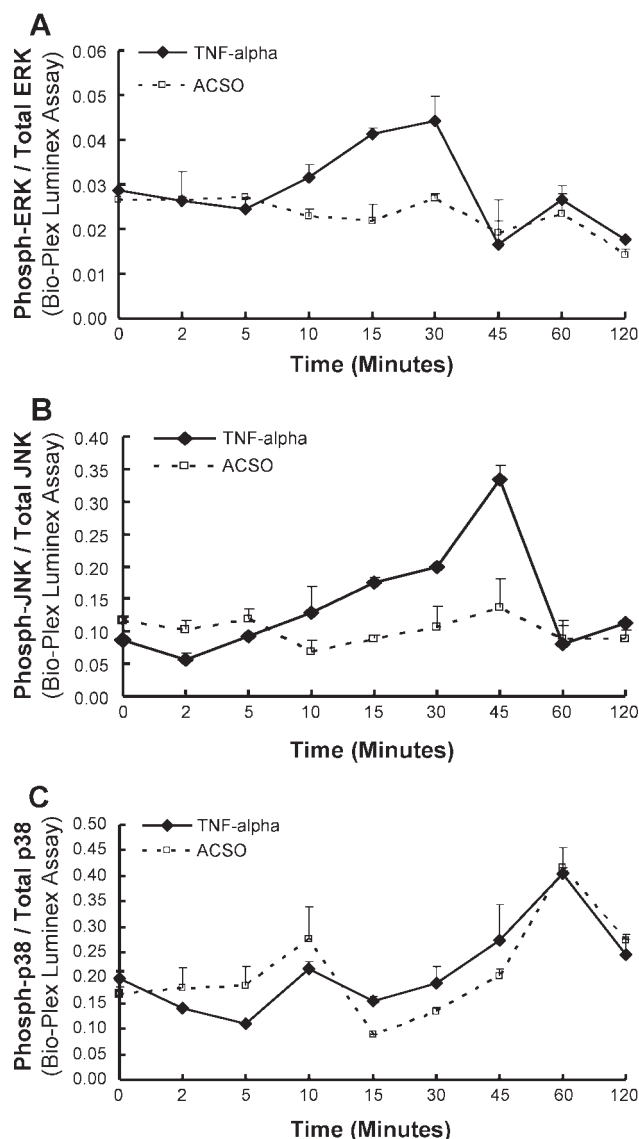 A
TNF-alpha
ACSO
Phosph-ERK / Total ERK
(Bio-Plex Luminex Assay)
0.06
0.05
0.04
0.03
0.02
0.01
0.00
0 2 5 10 15 30 45 60 120
Time (Minutes)
B
TNF-alpha
ACSO
Phosph-JNK / Total JNK
(Bio-Plex Luminex Assay)
0.40
0.35
0.30
0.25
0.20
0.15
0.10
0.05
0.00
0 2 5 10 15 30 45 60 120
Time (Minutes)
C
TNF-alpha
ACSO
Phosph-p38 / Total p38
(Bio-Plex Luminex Assay)
0.50
0.45
0.40
0.35
0.30
0.25
0.20
0.15
0.10
0.05
0.00
0 2 5 10 15 30 45 60 120
Time (Minutes)